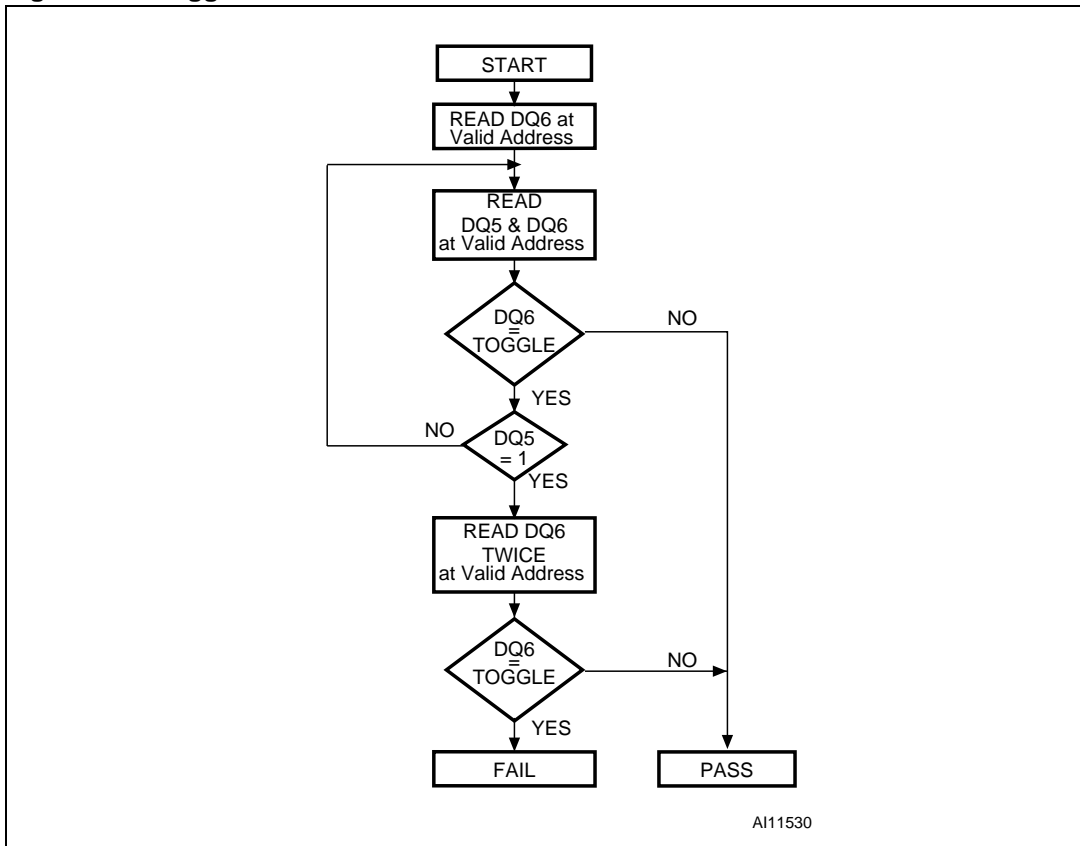 START
READ DQ6 at
Valid Address
READ
DQ5 & DQ6
at Valid Address
DQ6
=
TOGGLE
NO
YES
NO
DQ5
= 1
YES
READ DQ6
TWICE
at Valid Address
DQ6
=
TOGGLE
NO
YES
FAIL
PASS
AI11530